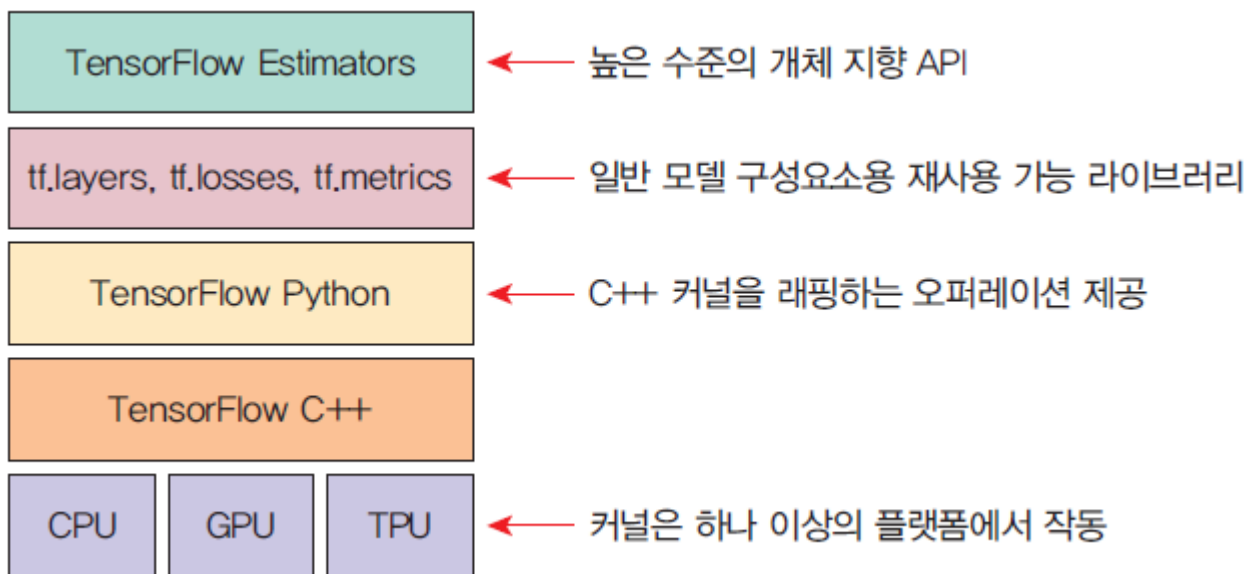 TensorFlow Estimators
높은 수준의 개체 지향 API
tf.layers, tf.losses, tf.metrics
일반 모델 구성요소용 재사용 가능 라이브러리
TensorFlow Python
C++ 커널을 래핑하는 오퍼레이션 제공
TensorFlow C++
CPU GPU TPU
커널은 하나 이상의 플랫폼에서 작동